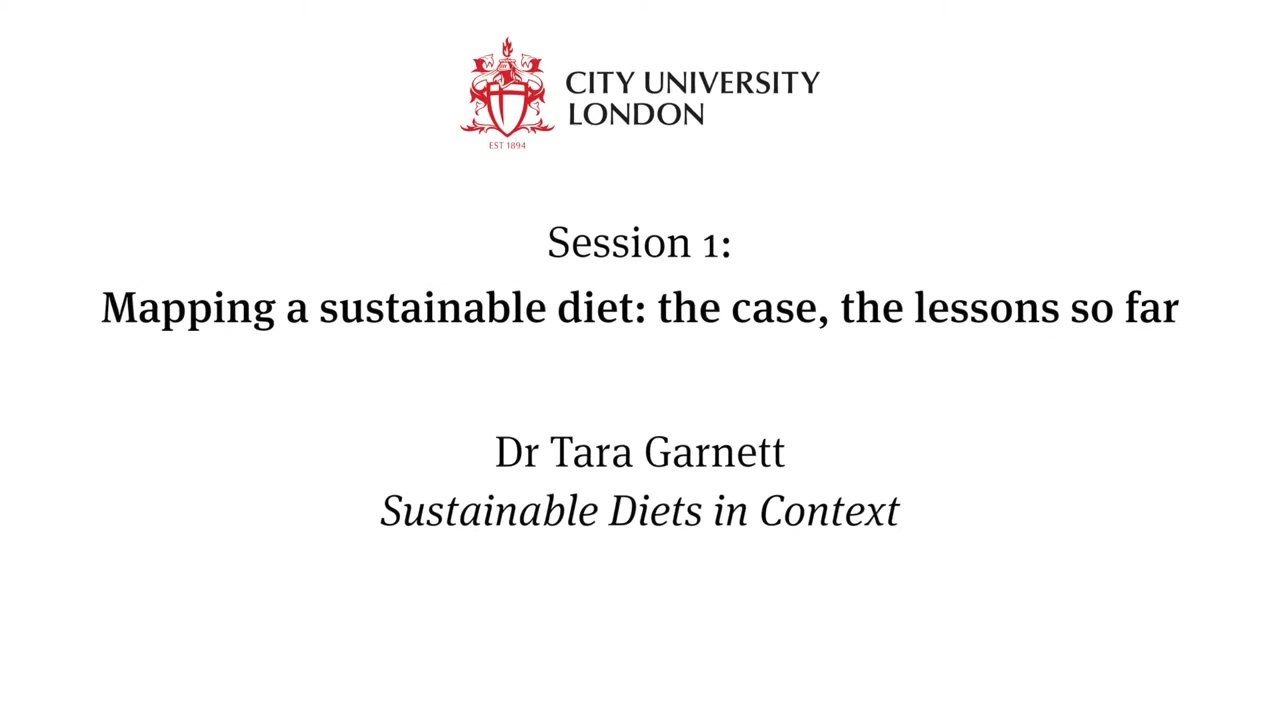 CITY UNIVERSITY
LONDON
EST 1894
Session 1:
Mapping a sustainable diet: the case, the lessons so far
Dr Tara Garnett
Sustainable Diets in Context